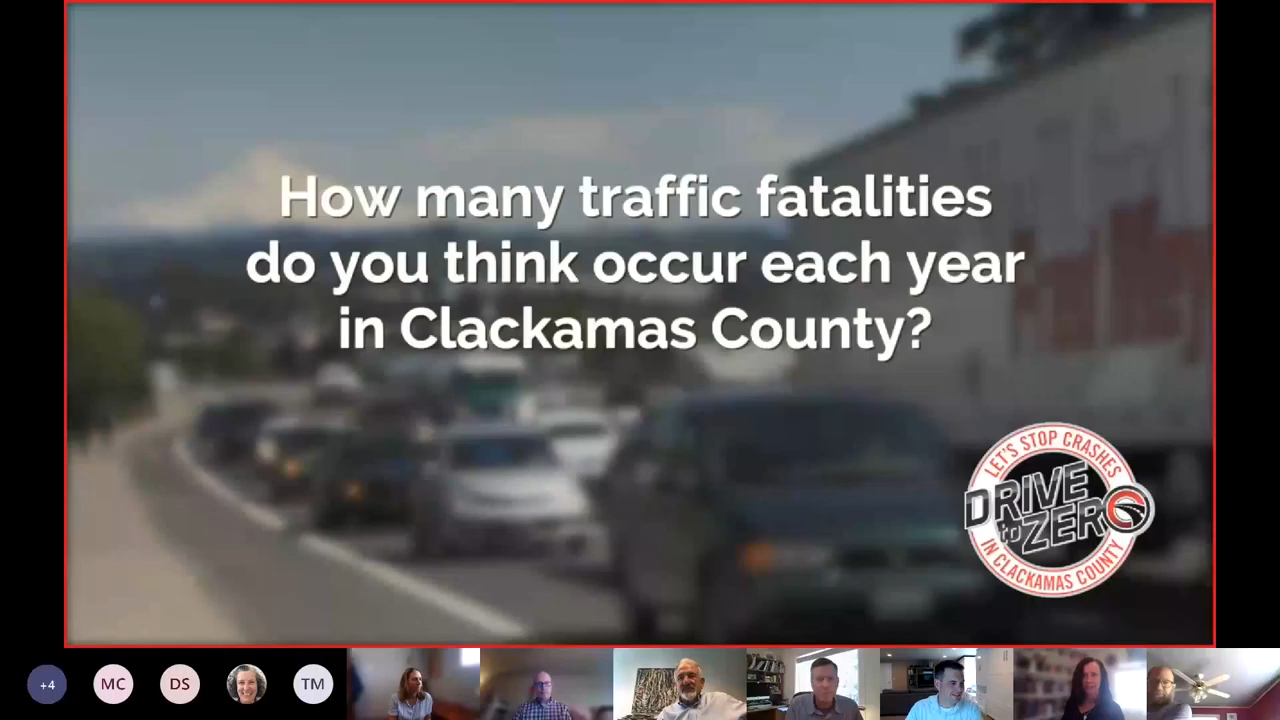 How many traffic fatalities
do you think occur each year
in Clackamas County?
LET'S STOP CRASHES
DRIVE
to ZERO
IN CLACKAMAS COUNTY
+4
MC
DS
TM